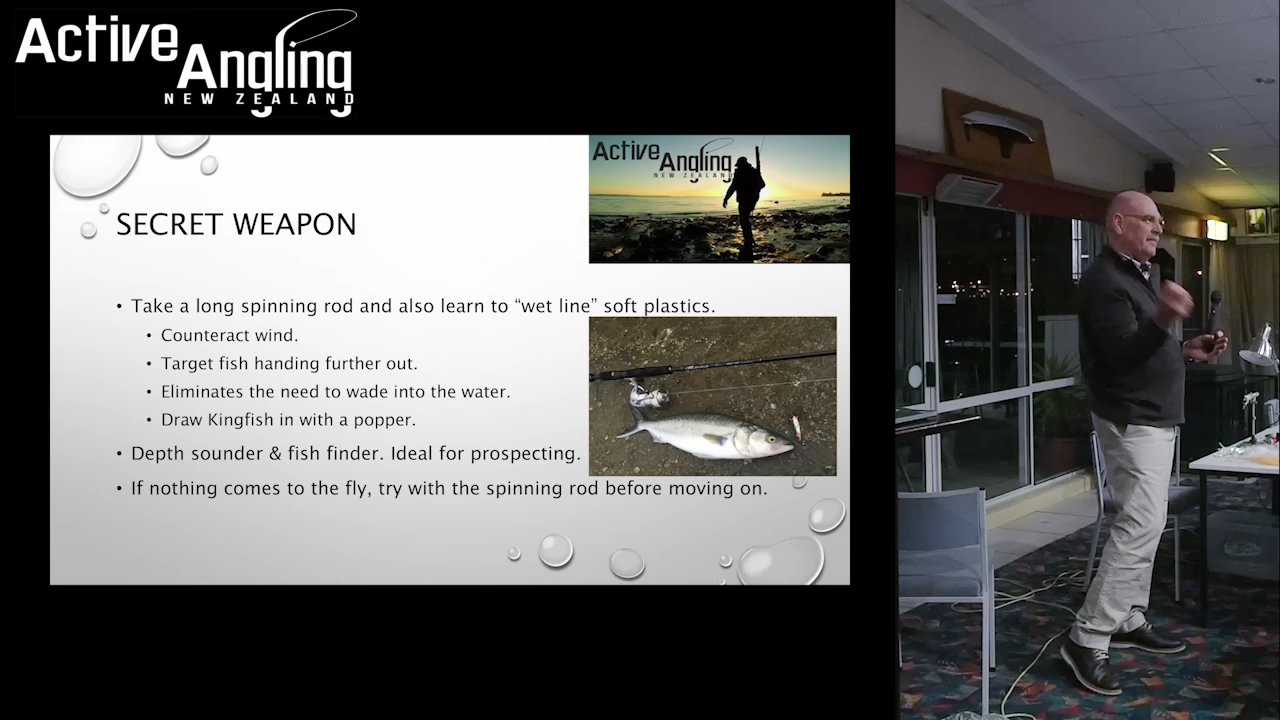 Active
Angling
NEW ZEALAND
Active Angling
NEW ZEALAND
SECRET WEAPON
• Take a long spinning rod and also learn to “wet line” soft plastics.
• Counteract wind.
• Target fish handing further out.
• Eliminates the need to wade into the water.
• Draw Kingfish in with a popper.
• Depth sounder & fish finder. Ideal for prospecting.
• If nothing comes to the fly, try with the spinning rod before moving on.